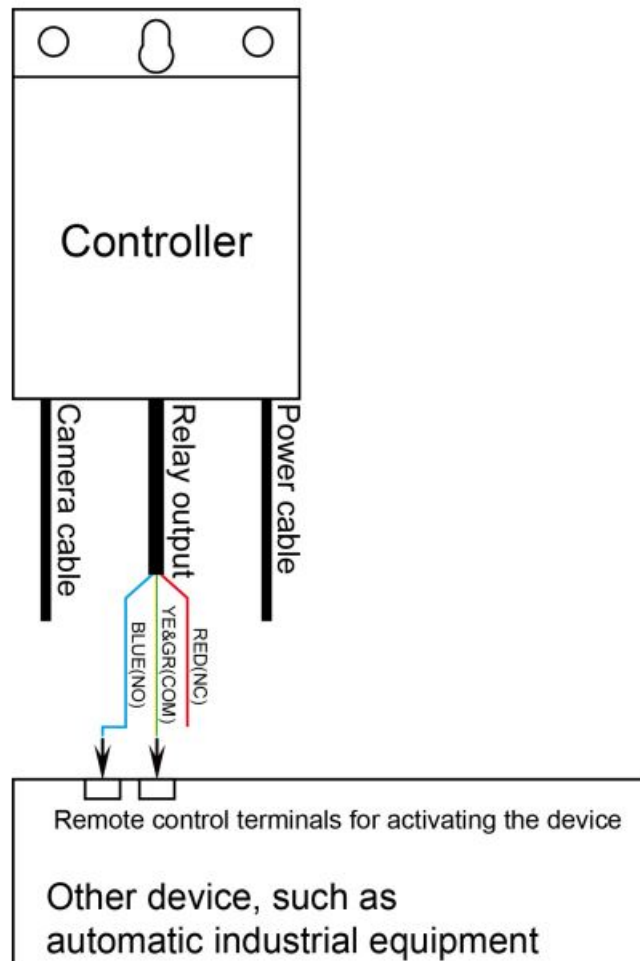 Controller
Camera cable
Relay output
Power cable
BLUE(NO)
YE&GR(COM)
RED(NC)
Remote control terminals for activating the device
Other device, such as
automatic industrial equipment